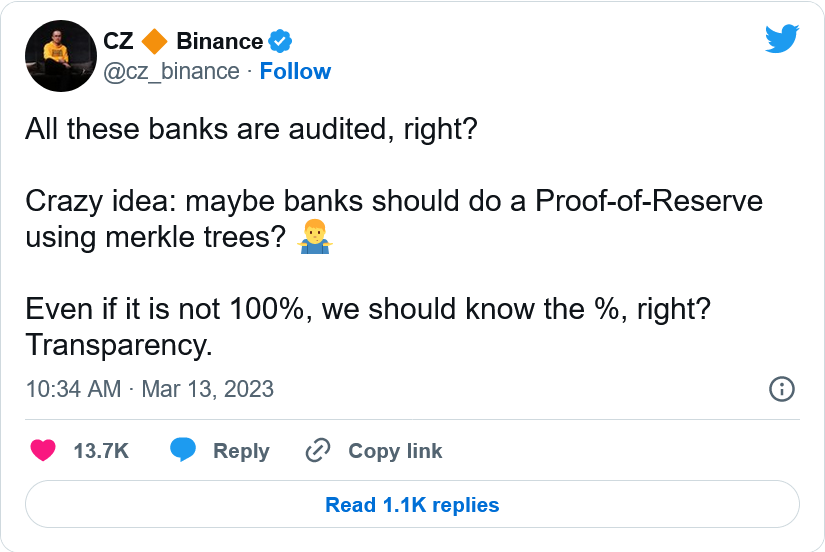 CZ 🔶 Binance
@cz_binance · Follow
All these banks are audited, right?
Crazy idea: maybe banks should do a Proof-of-Reserve
using merkle trees? 🤷‍♂️
Even if it is not 100%, we should know the %, right?
Transparency.
10:34 AM · Mar 13, 2023
13.7K Reply Copy link
Read 1.1K replies